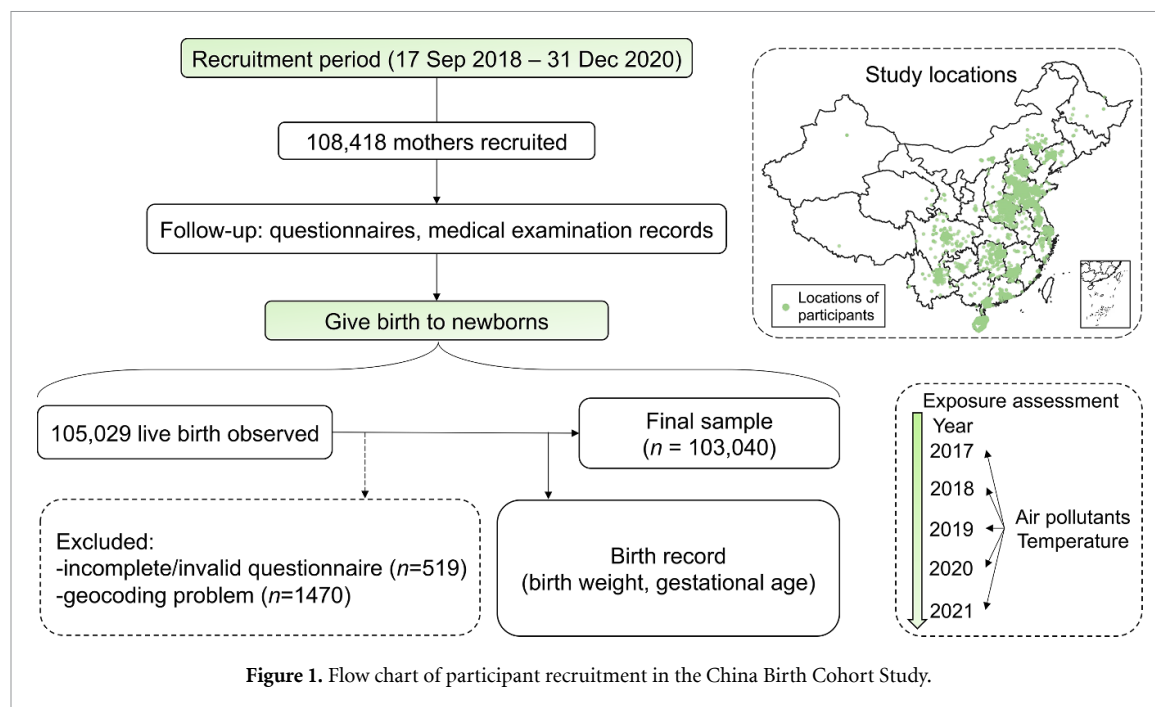 Recruitment period (17 Sep 2018 – 31 Dec 2020)
108,418 mothers recruited
Follow-up: questionnaires, medical examination records
Give birth to newborns
105,029 live birth observed
Final sample
(n = 103,040)
Excluded:
-incomplete/invalid questionnaire (n=519)
-geocoding problem (n=1470)
Birth record
(birth weight, gestational age)
Study locations
Locations of
participants
Exposure assessment
Year
2017
2018
2019
2020
2021
Air pollutants
Temperature
Figure 1. Flow chart of participant recruitment in the China Birth Cohort Study.